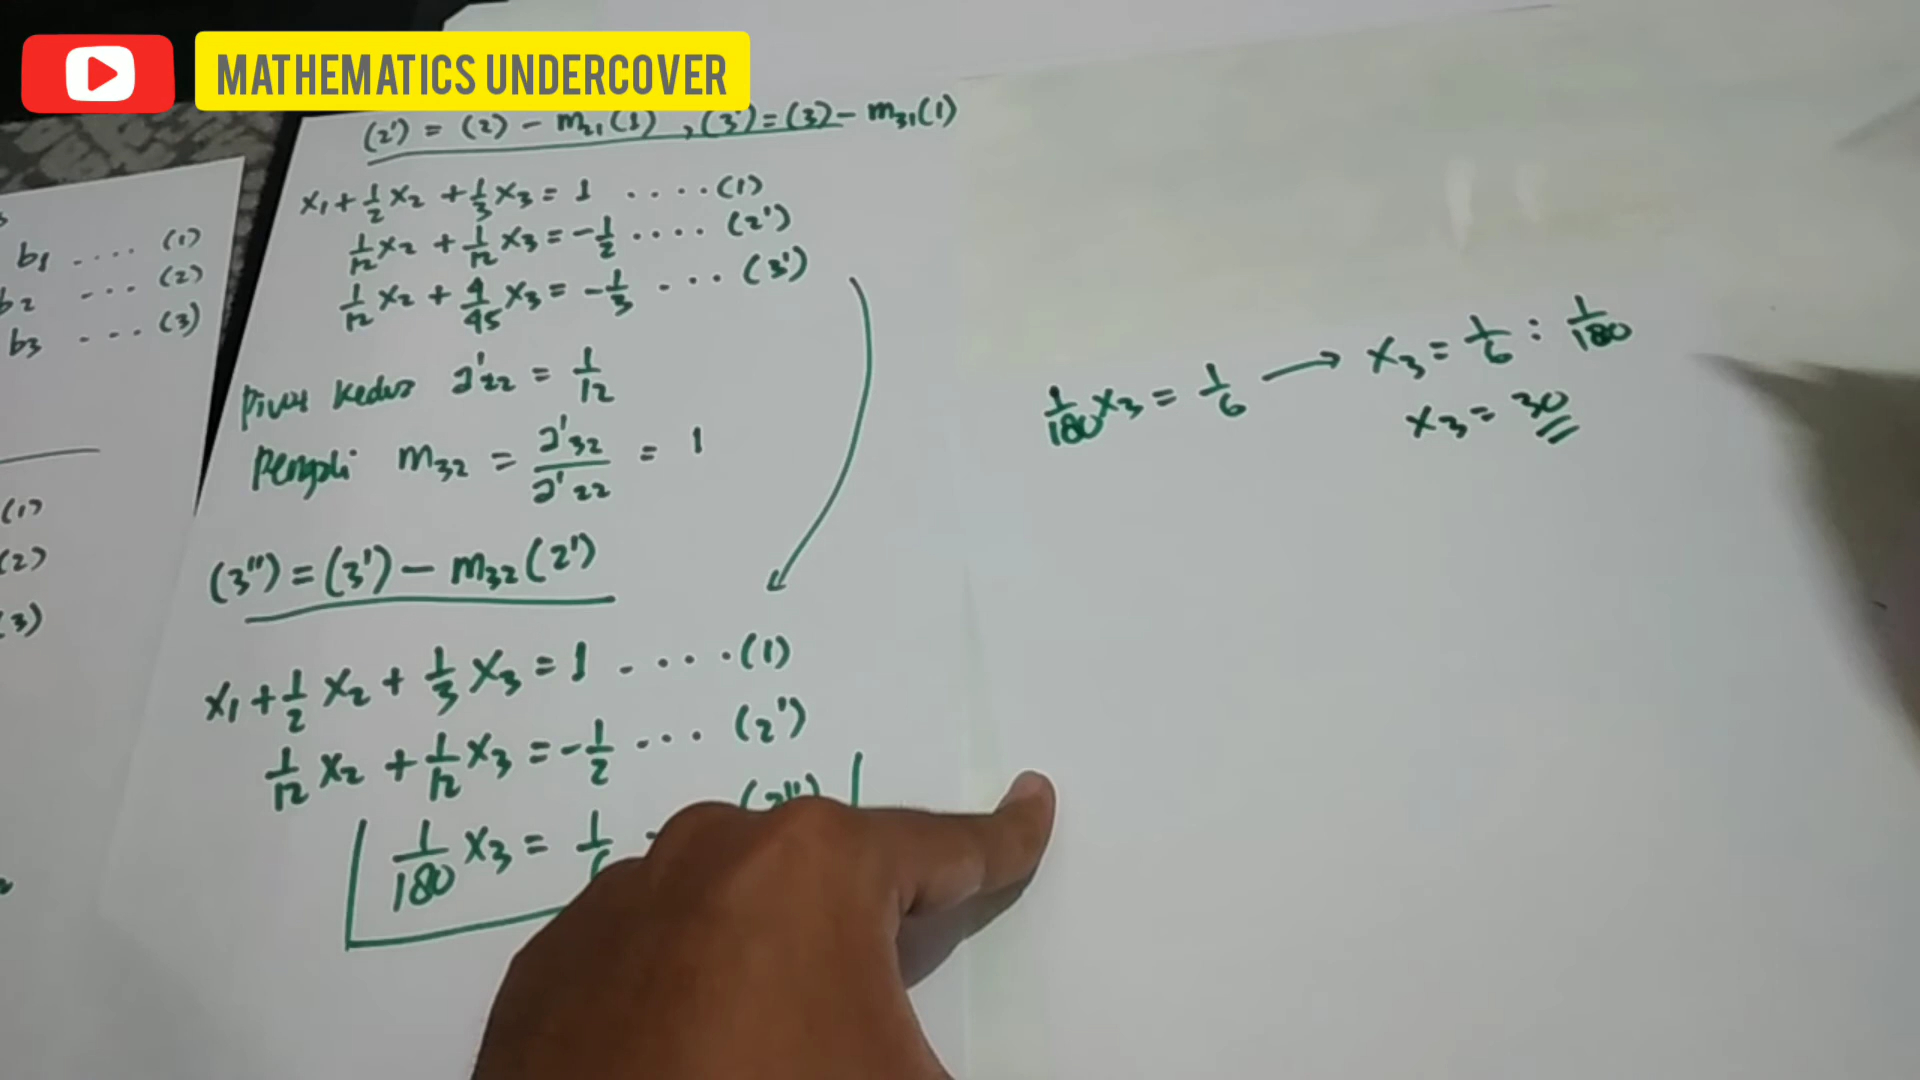 MATHEMATICS UNDERCOVER
(2') = (2) - m21(1), (3') = (3) - m31(1)
x1 + 1/2 x2 + 1/3 x3 = 1 ....(1)
1/12 x2 + 1/12 x3 = -1/2 ....(2')
1/12 x2 + 4/45 x3 = -1/3 ...(3')
Pivot kedua a'22 = 1/12
Pengali m32 = a'32/a'22 = 1
(3'') = (3') - m32(2')
x1 + 1/2 x2 + 1/3 x3 = 1 ....(1)
1/12 x2 + 1/12 x3 = -1/2 ...(2')
1/180 x3 = 1/6
b1 ....(1)
b2 ...(2)
b3 ...(3)
(1)
(2)
(3)
1/180 x3 = 1/6 → x3 = 1/6 : 1/180
x3 = 30